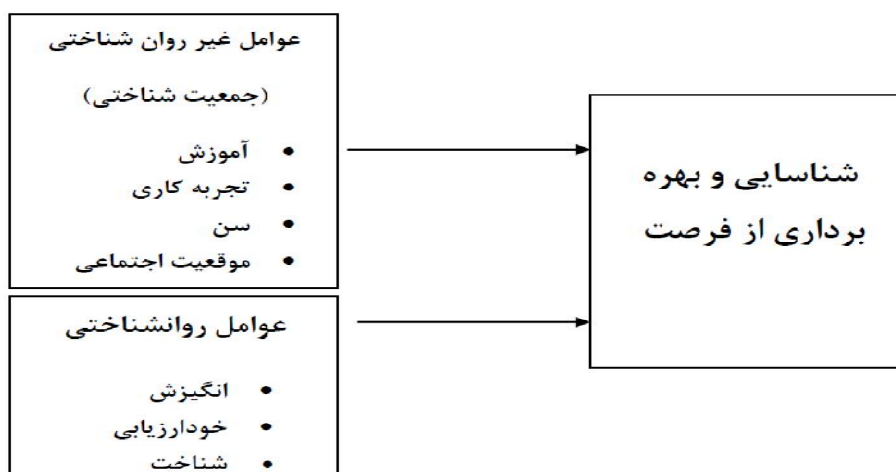 عوامل غیر روان شناختی
(جمعیت شناختی)
• آموزش
• تجربه کاری
• سن
• موقعیت اجتماعی
عوامل روانشناختی
• انگیزش
• خودارزیابی
• شناخت
شناسایی و بهره
برداری از فرصت